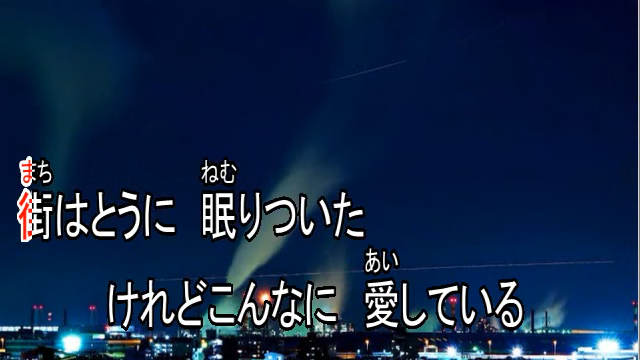 まち ねむ
街はとうに 眠りついた
あい
けれどこんなに 愛している